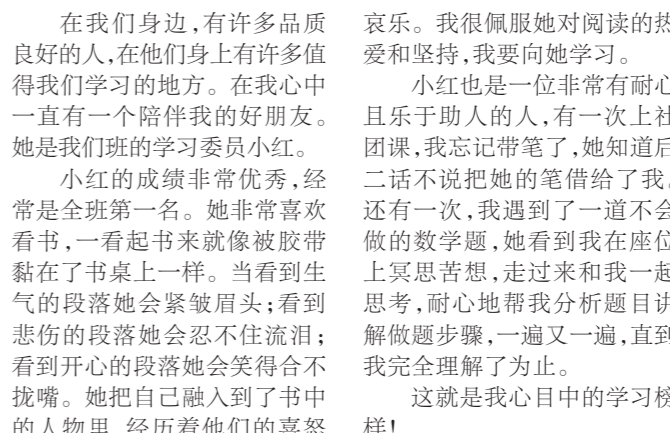 在我们身边,有许多品质
良好的人,在他们身上有许多值
得我们学习的地方。在我心中
一直有一个陪伴我的好朋友。
她是我们班的学习委员小红。
小红的成绩非常优秀,经
常是全班第一名。她非常喜欢
看书,一看起书来就像被胶带
黏在了书桌上一样。当看到生
气的段落她会紧皱眉头;看到
悲伤的段落她会忍不住流泪;
看到开心的段落她会笑得合不
拢嘴。她把自己融入到了书中
的人物里,经历着他们的喜怒
哀乐。我很佩服她对阅读的热
爱和坚持,我要向她学习。
小红也是一位非常有耐心
且乐于助人的人,有一次上社
团课,我忘记带笔了,她知道后
二话不说把她的笔借给了我。
还有一次,我遇到了一道不会
做的数学题,她看到我在座位
上冥思苦想,走过来和我一起
思考,耐心地帮我分析题目讲
解做题步骤,一遍又一遍,直到
我完全理解了为止。
这就是我心目中的学习榜
样!